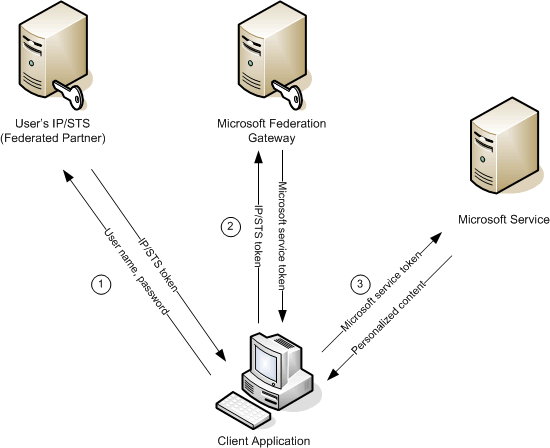 User's IP/STS
(Federated Partner)
Microsoft Federation
Gateway
Microsoft Service
1
User name, password
IP/STS token
2
IP/STS token
Microsoft service token
3
Microsoft service token
Personalized content
Client Application